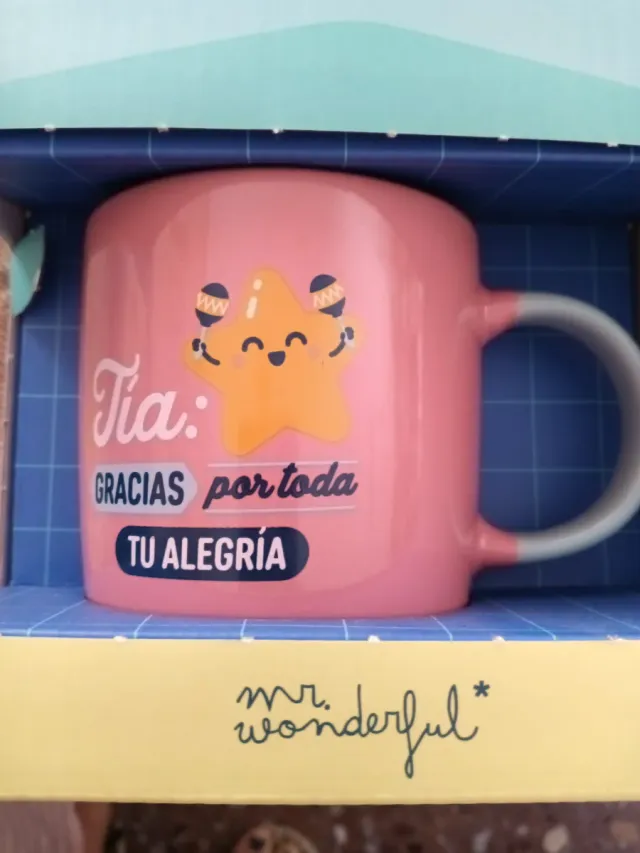 Tía:
GRACIAS por toda
TU ALEGRÍA
mr.
wonderful*